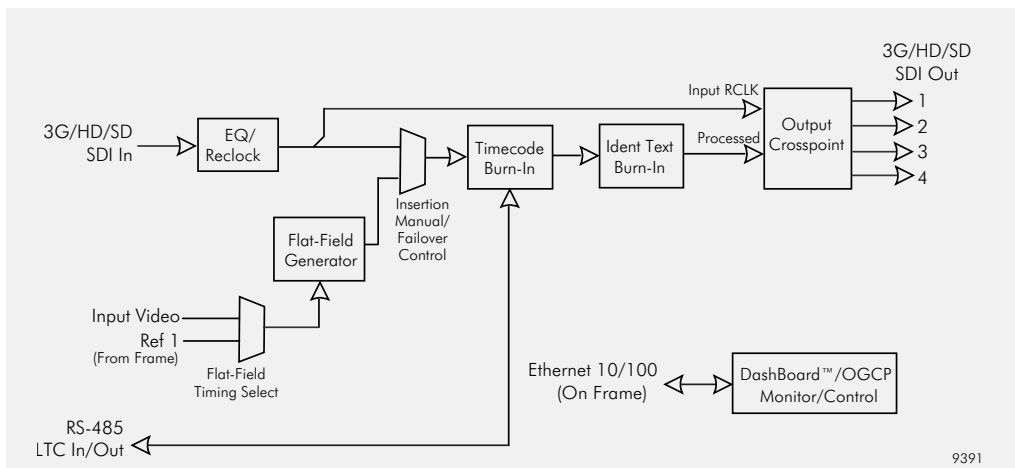 3G/HD/SD
SDI In
EQ/
Reclock
Input RCLK
Processed
3G/HD/SD
SDI Out
1
2
3
4
Output
Crosspoint
Timecode
Burn-In
Ident Text
Burn-In
Insertion
Manual/
Failover
Control
Flat-Field
Generator
Input Video
Ref 1
(From Frame)
Flat-Field
Timing Select
Ethernet 10/100
(On Frame)
DashBoard™/OGCP
Monitor/Control
RS-485
LTC In/Out
9391